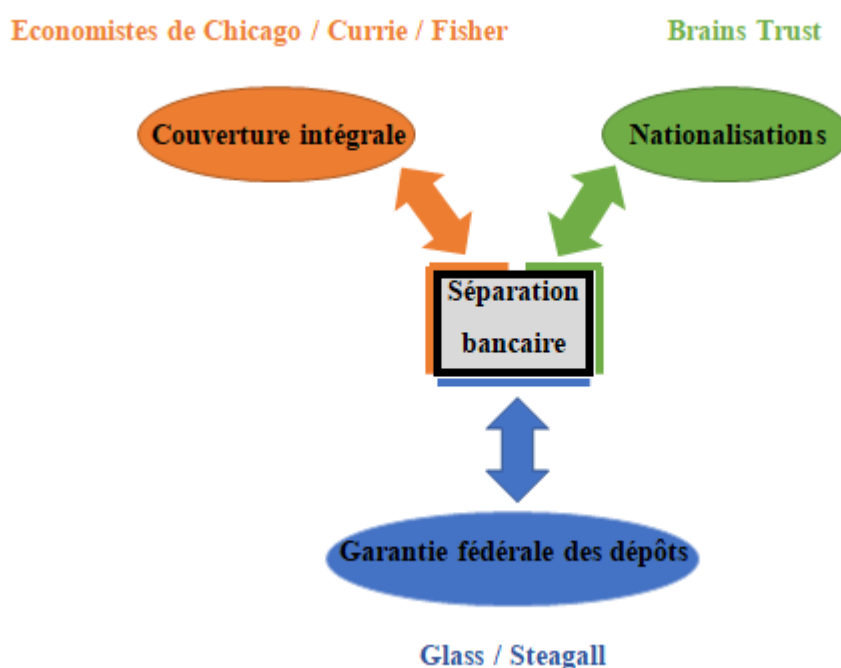 Economistes de Chicago / Currie / Fisher
Brains Trust
Couverture intégrale
Nationalisations
Séparation
bancaire
Garantie fédérale des dépôts
Glass / Steagall